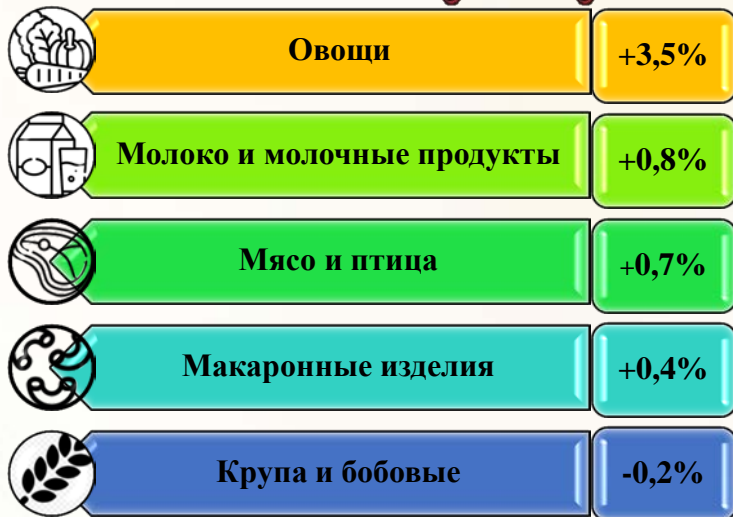 Овощи +3,5%
Молоко и молочные продукты +0,8%
Мясо и птица +0,7%
Макаронные изделия +0,4%
Крупа и бобовые -0,2%